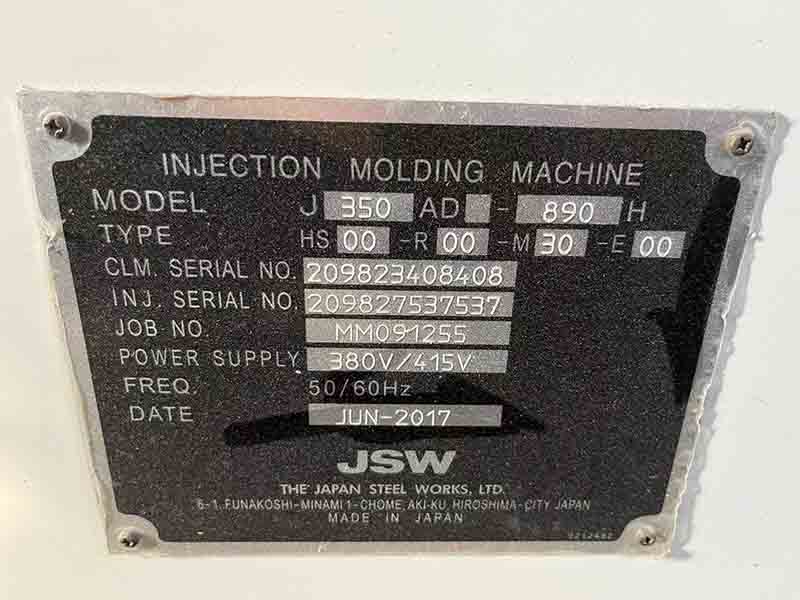 INJECTION MOLDING MACHINE
MODEL J 350 AD - 890 H
TYPE HS 00 -R 00 -M 30 -E 00
CLM. SERIAL NO. 209823408408
INJ. SERIAL NO. 209827537537
JOB NO. MM091255
POWER SUPPLY 380V/415V
FREQ. 50/60Hz
DATE JUN-2017
JSW
THE JAPAN STEEL WORKS, LTD.
6-1, FUNAKOSHI-MINAMI 1-CHOME, AKI-KU, HIROSHIMA-CITY JAPAN
MADE IN JAPAN